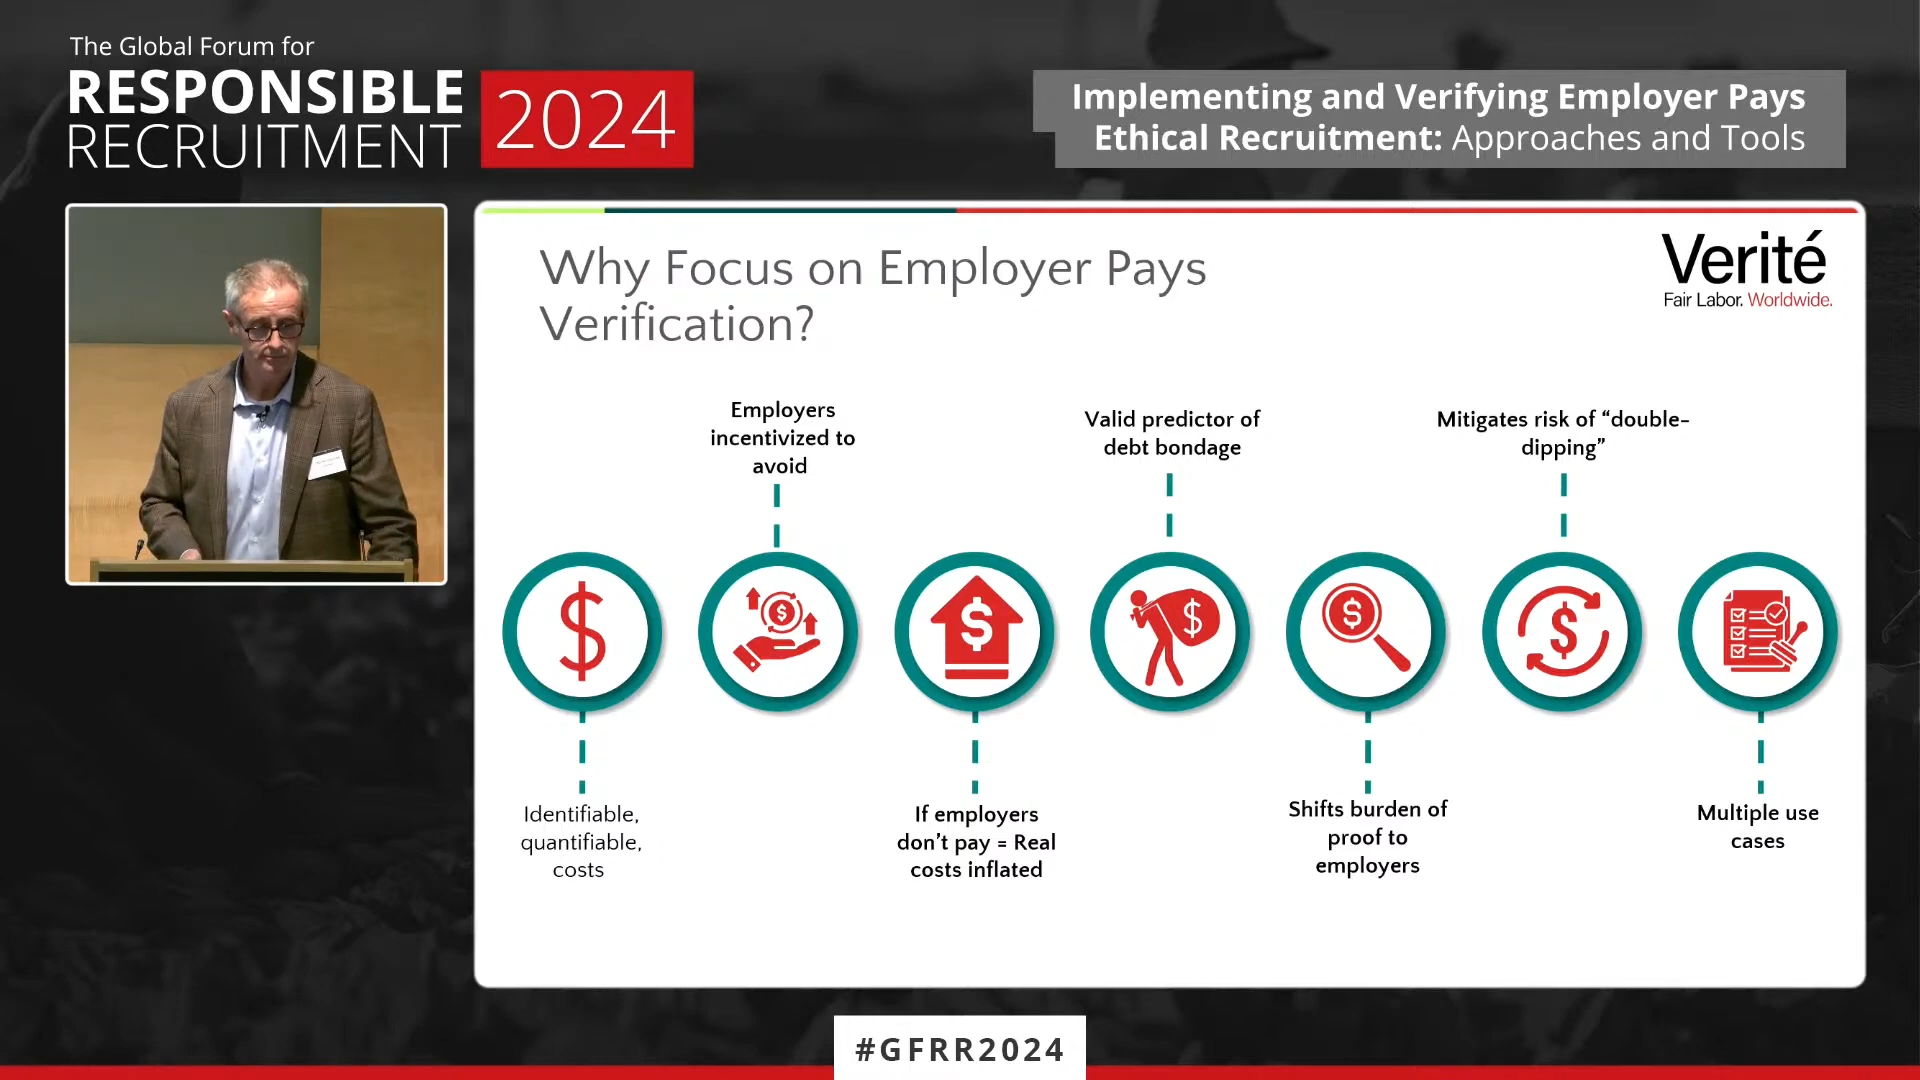 The Global Forum for
RESPONSIBLE
RECRUITMENT
2024
Implementing and Verifying Employer Pays
Ethical Recruitment: Approaches and Tools
Why Focus on Employer Pays
Verification?
Verité
Fair Labor. Worldwide.
Employers
incentivized to
avoid
Valid predictor of
debt bondage
Mitigates risk of “double-
dipping”
$
$
$
$
$
$
Identifiable,
quantifiable,
costs
If employers
don’t pay = Real
costs inflated
Shifts burden of
proof to
employers
Multiple use
cases
#GFRR2024